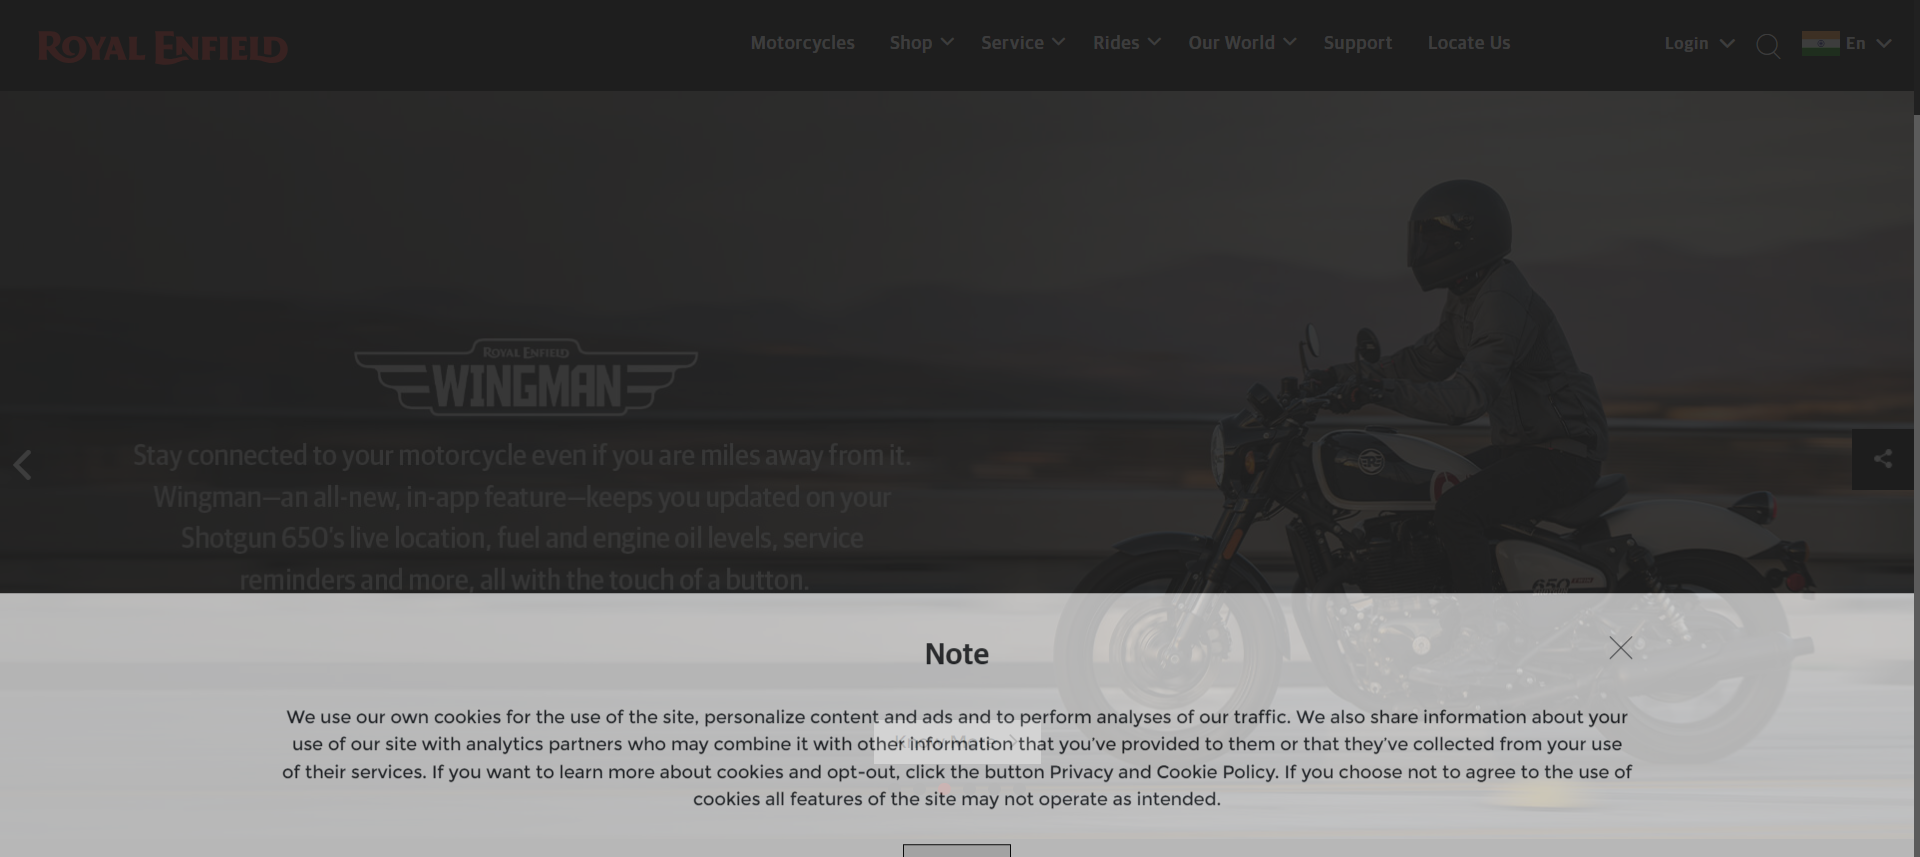 ROYAL ENFIELD
Motorcycles Shop Service Rides Our World Support Locate Us Login En
ROYAL ENFIELD
WINGMAN
Stay connected to your motorcycle even if you are miles away from it.
Wingman—an all-new, in-app feature—keeps you updated on your
Shotgun 650's live location, fuel and engine oil levels, service
reminders and more, all with the touch of a button.
650
Note
We use our own cookies for the use of the site, personalize content and ads and to perform analyses of our traffic. We also share information about your
use of our site with analytics partners who may combine it with other information that you've provided to them or that they've collected from your use
of their services. If you want to learn more about cookies and opt-out, click the button Privacy and Cookie Policy. If you choose not to agree to the use of
cookies all features of the site may not operate as intended.